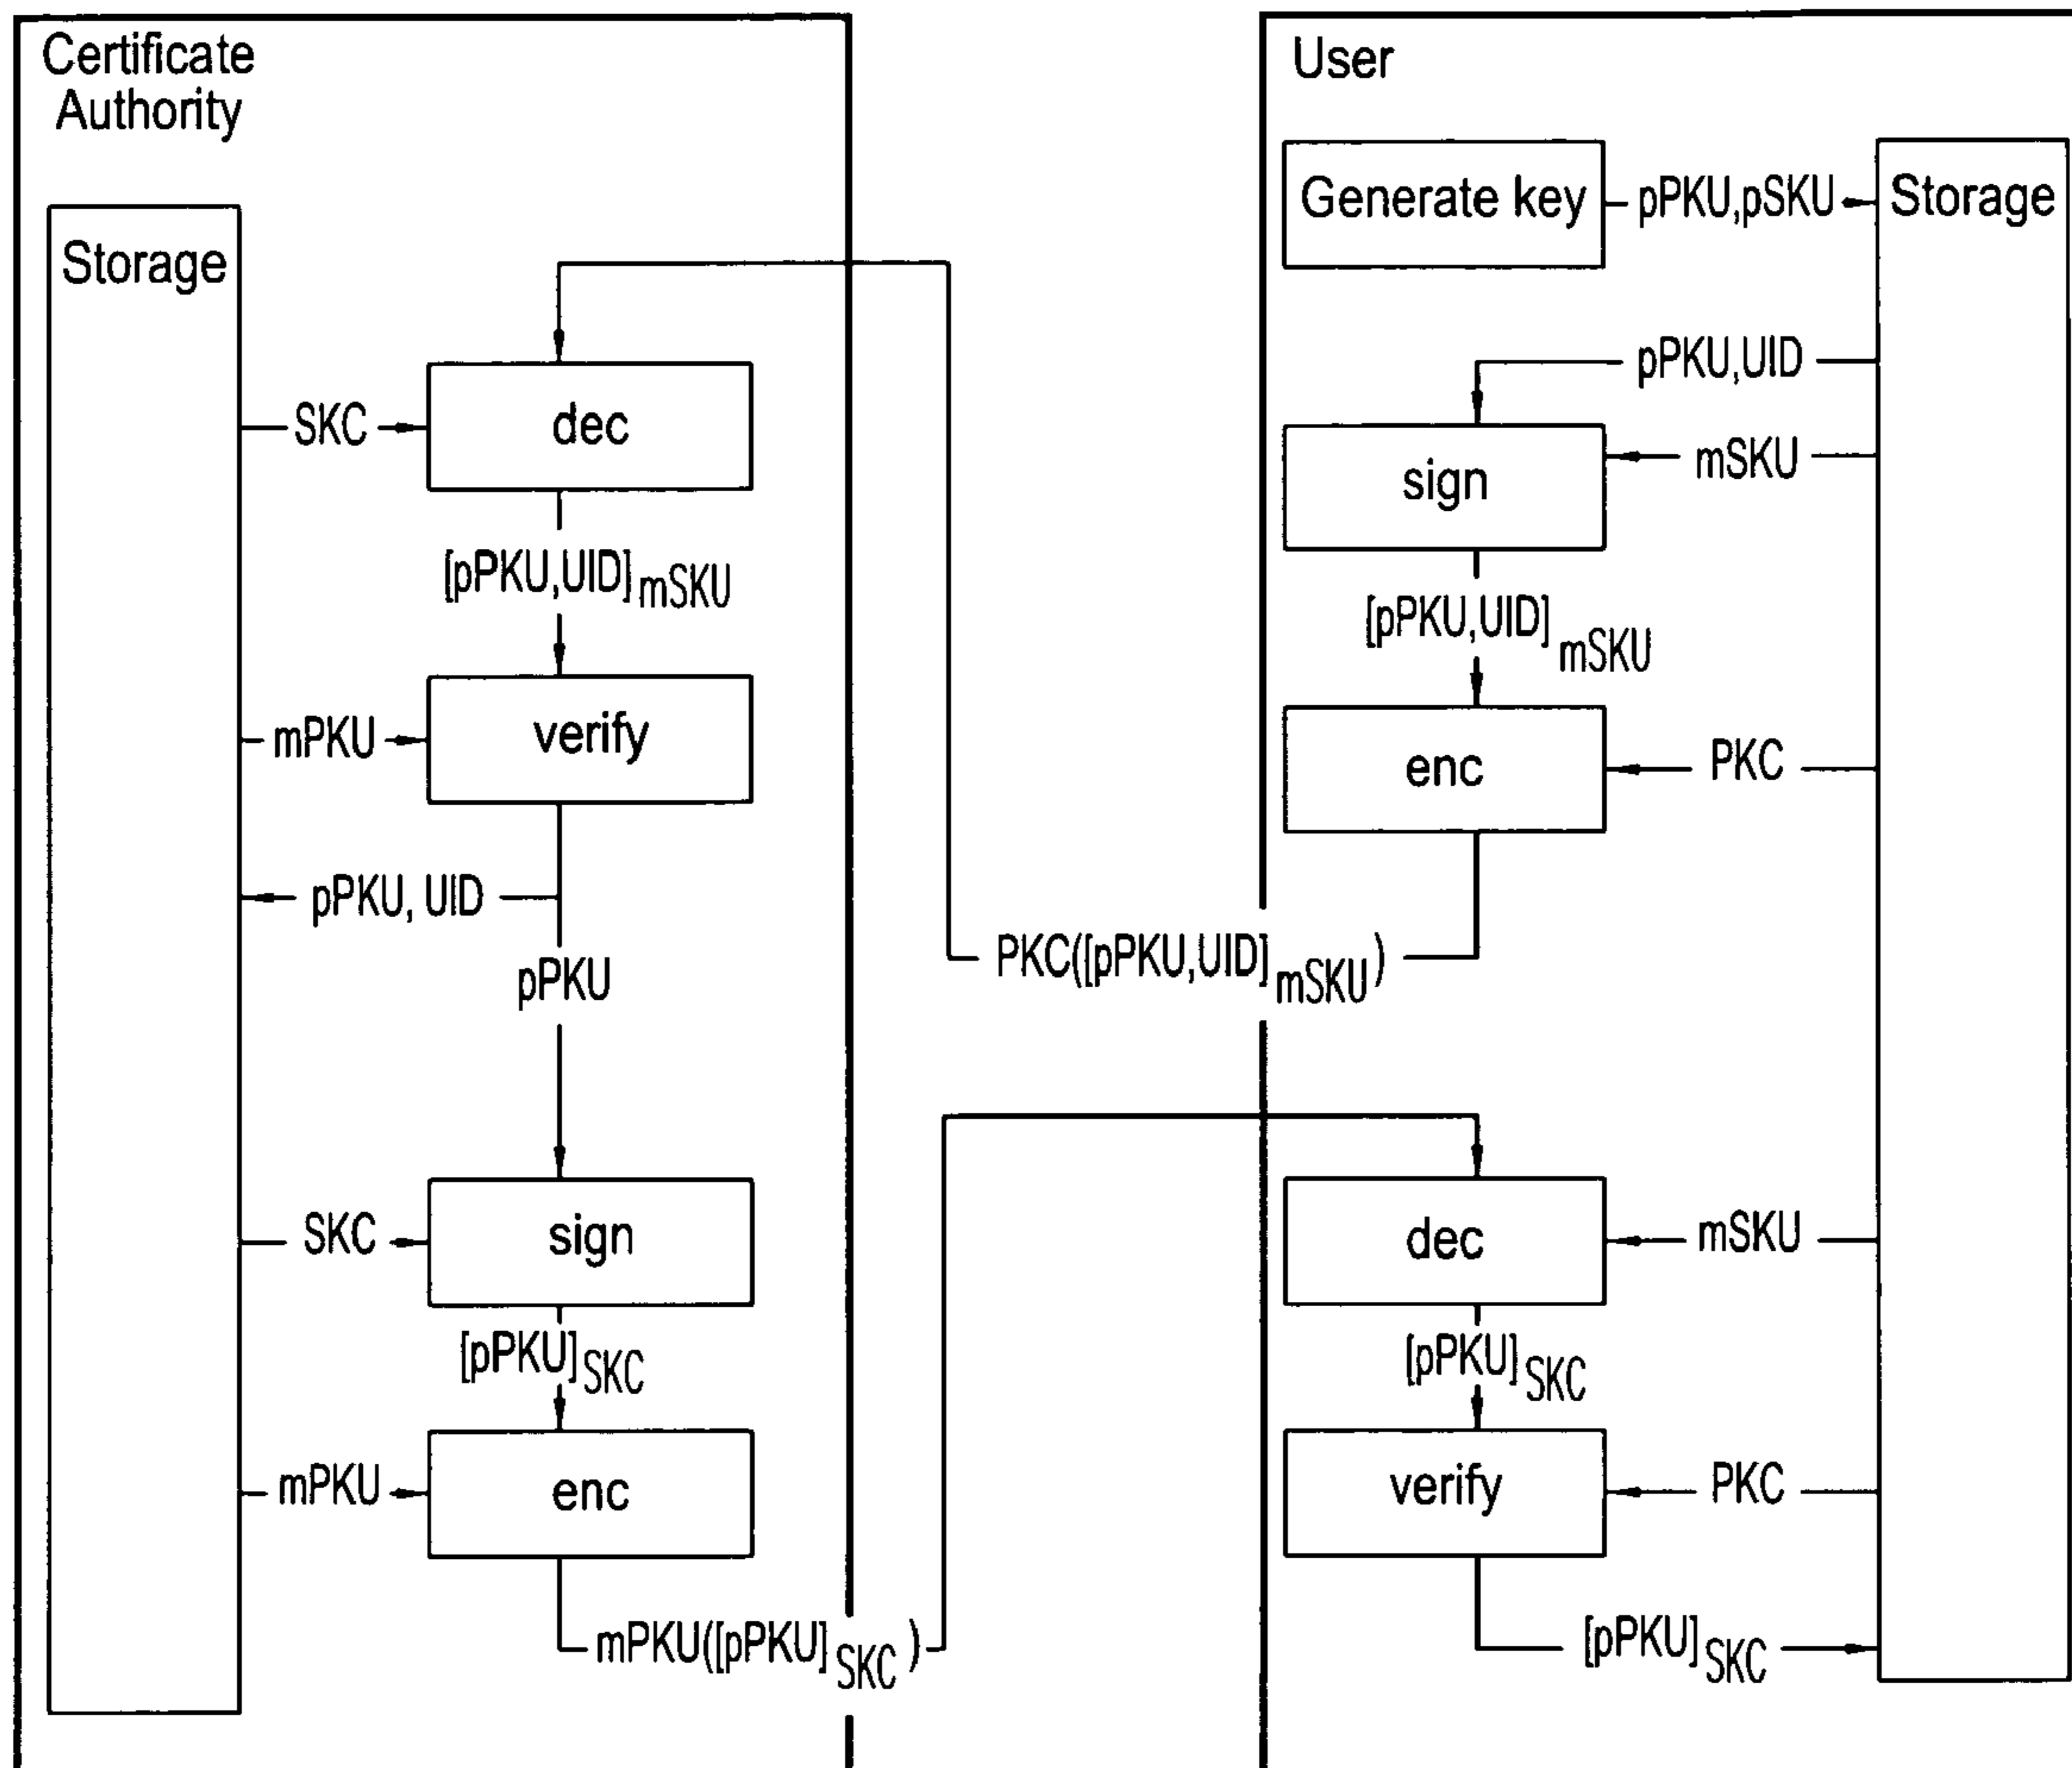 Certificate
Authority
Storage
SKC
dec
[pPKU,UID]mSKU
mPKU
verify
pPKU, UID
pPKU
SKC
sign
[pPKU]SKC
mPKU
enc
mPKU([pPKU]SKC)
PKC([pPKU,UID]mSKU)
User
Generate key
pPKU,pSKU
Storage
pPKU,UID
mSKU
sign
[pPKU,UID]mSKU
PKC
enc
mSKU
dec
[pPKU]SKC
PKC
verify
[pPKU]SKC